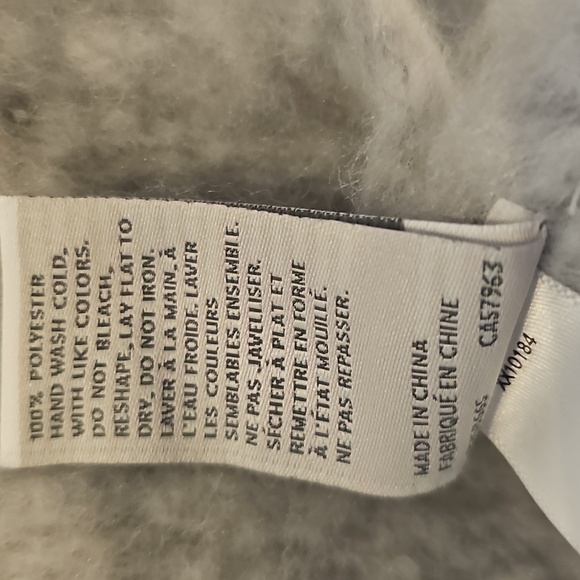 100% POLYESTER
HAND WASH COLD,
WITH LIKE COLORS.
DO NOT BLEACH,
RESHAPE, LAY FLAT TO
DRY. DO NOT IRON.
LAVER À LA MAIN, À
L'EAU FROIDE. LAVER
LES COULEURS
SEMBLABLES ENSEMBLE.
NE PAS JAVELLISER.
SÉCHER À PLAT ET
REMETTRE EN FORME
À L'ÉTAT MOUILLÉ.
NE PAS REPASSER.
MADE IN CHINA
FABRIQUÉ EN CHINE
CA57963
M10184